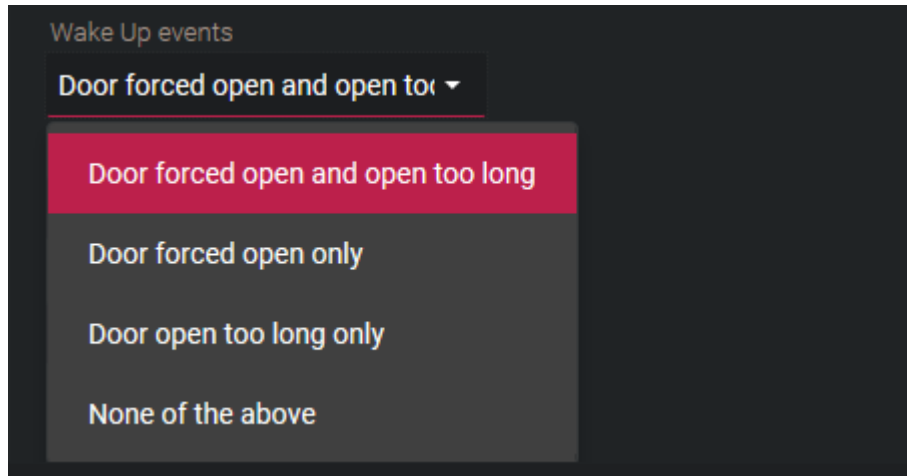 Wake Up events
Door forced open and open too
Door forced open and open too long
Door forced open only
Door open too long only
None of the above